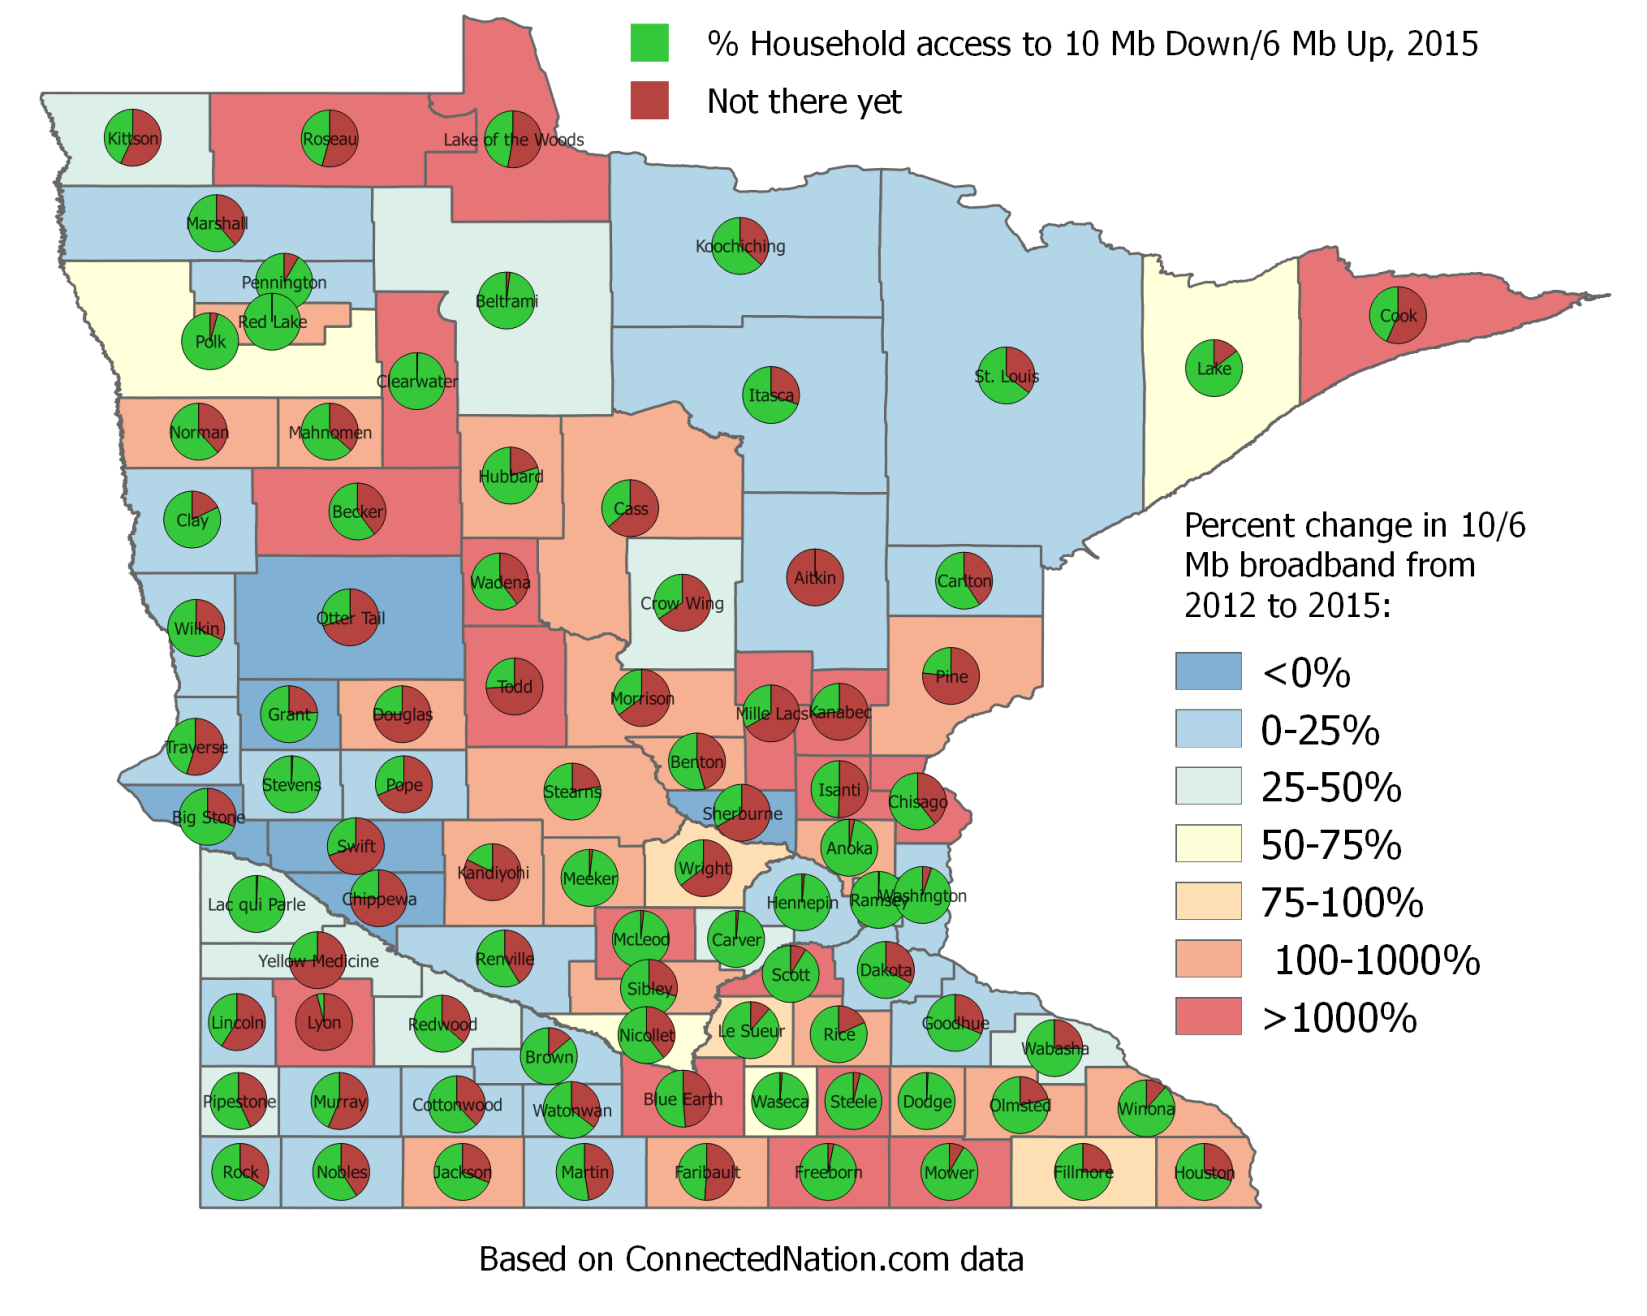 % Household access to 10 Mb Down/6 Mb Up, 2015
Not there yet
Kittson
Roseau
Lake of the Woods
Marshall
Koochiching
Pennington
Beltrami
Red Lake
Polk
Cook
Clearwater
Itasca
St. Louis
Lake
Norman
Mahnomen
Hubbard
Cass
Clay
Becker
Wadena
Aitkin
Carlton
Crow Wing
Otter Tail
Wilkin
Percent change in 10/6
Mb broadband from
2012 to 2015:
<0%
0-25%
25-50%
50-75%
75-100%
100-1000%
>1000%
Todd
Morrison
Pine
Grant
Douglas
Mille Lacs
Kanabec
Traverse
Benton
Stevens
Pope
Stearns
Isanti
Chisago
Big Stone
Sherburne
Swift
Anoka
Kandiyohi
Meeker
Wright
Lac qui Parle
Chippewa
Hennepin
Ramsey
Washington
McLeod
Carver
Yellow Medicine
Renville
Scott
Dakota
Sibley
Lincoln
Lyon
Redwood
Nicollet
Le Sueur
Rice
Goodhue
Brown
Wabasha
Pipestone
Murray
Cottonwood
Watonwan
Blue Earth
Waseca
Steele
Dodge
Olmsted
Winona
Rock
Nobles
Jackson
Martin
Faribault
Freeborn
Mower
Fillmore
Houston
Based on ConnectedNation.com data